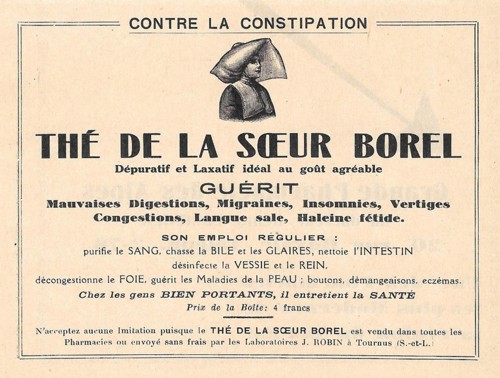 CONTRE LA CONSTIPATION
THÉ DE LA SŒUR BOREL
Dépuratif et Laxatif idéal au goût agréable
GUÉRIT
Mauvaises Digestions, Migraines, Insomnies, Vertiges
Congestions, Langue sale, Haleine fétide.
SON EMPLOI RÉGULIER :
purifie le SANG, chasse la BILE et les GLAIRES, nettoie l'INTESTIN
désinfecte la VESSIE et le REIN,
décongestionne le FOIE, guérit les Maladies de la PEAU ; boutons, démangeaisons, eczémas.
Chez les gens BIEN PORTANTS, il entretient la SANTÉ
Prix de la Boîte: 4 francs
N'acceptez aucune Imitation puisque le THÉ DE LA SŒUR BOREL est vendu dans toutes les
Pharmacies ou envoyé sans frais par les Laboratoires J. ROBIN à Tournus (S.-et-L.)